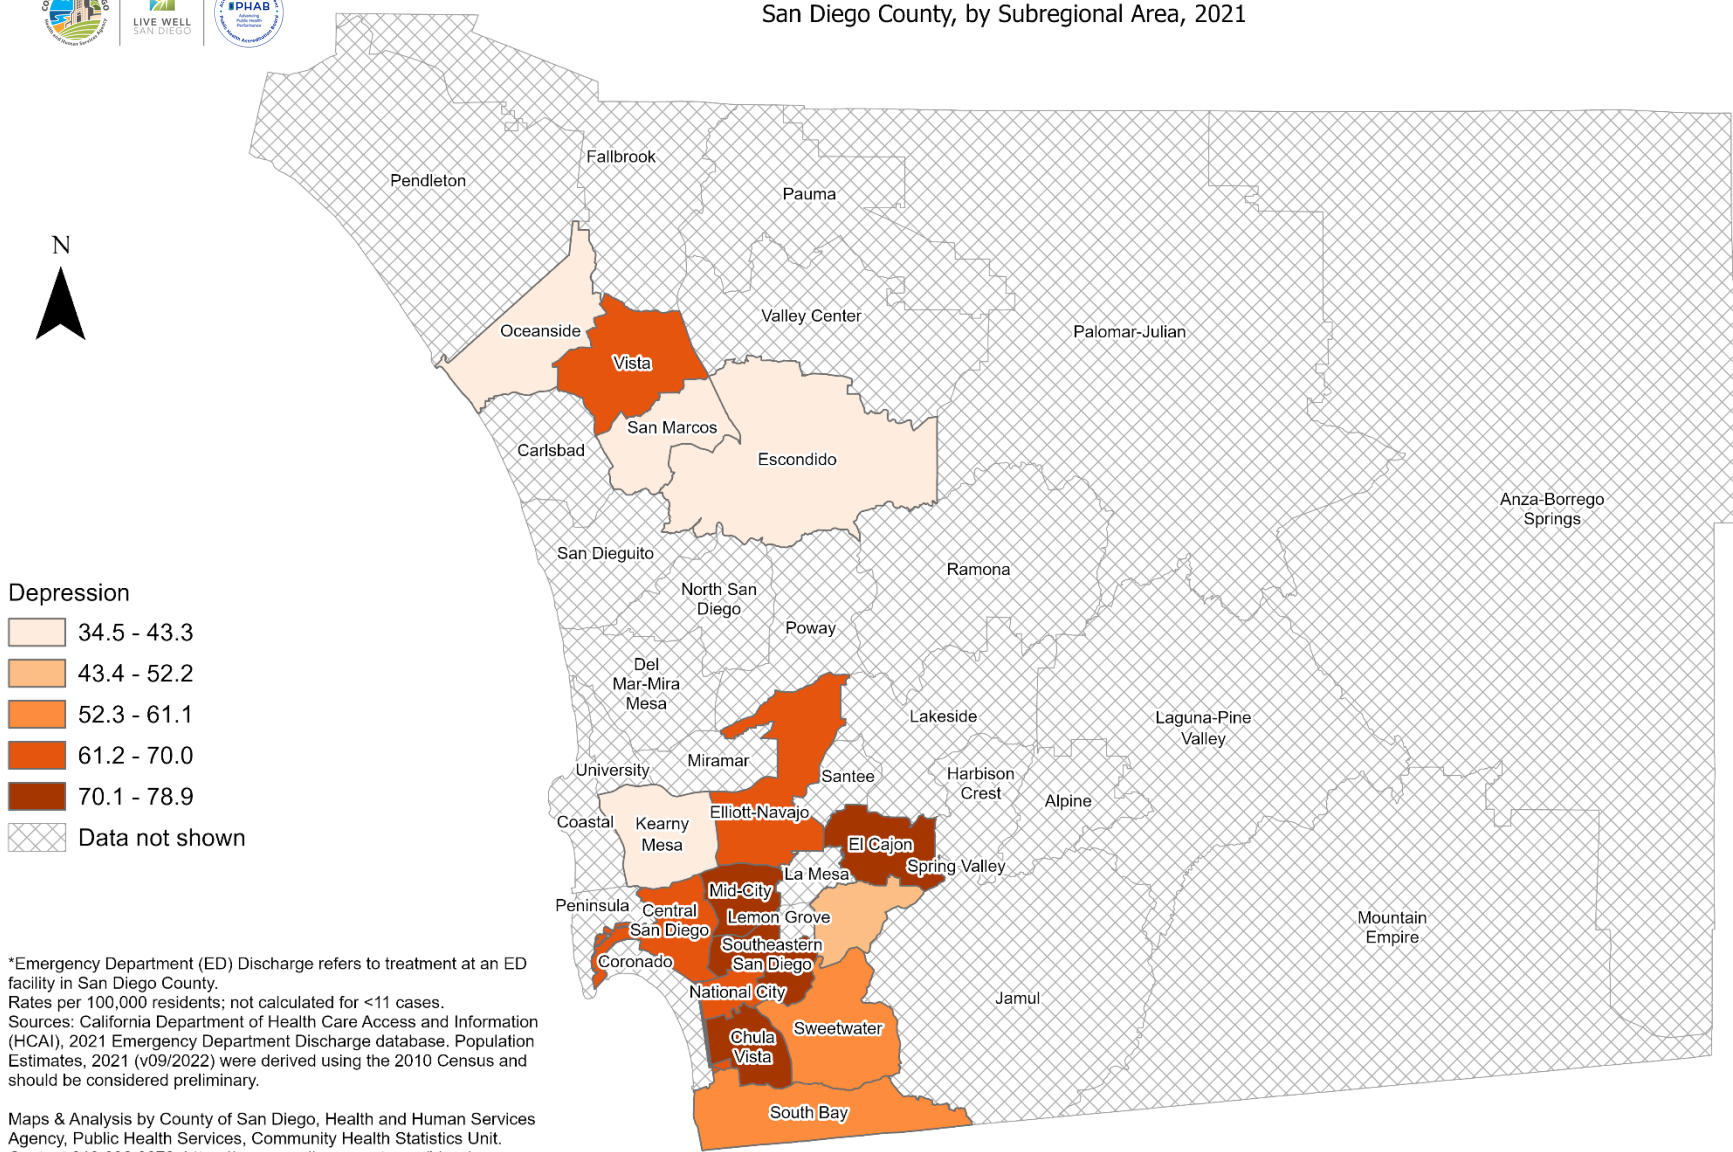 LIVE WELL
SAN DIEGO
PHAB
Advancing
Public Health
Performance
San Diego County, by Subregional Area, 2021
Fallbrook
Pendleton
Pauma
N
Valley Center
Oceanside
Palomar-Julian
Vista
San Marcos
Carlsbad
Escondido
Anza-Borrego
Springs
San Dieguito
Ramona
North San
Diego
Poway
Del
Mar-Mira
Mesa
Lakeside
Laguna-Pine
Valley
Miramar
University
Santee
Harbison
Crest
Alpine
Elliott-Navajo
Coastal
Kearny
Mesa
El Cajon
Spring Valley
La Mesa
Mid-City
Peninsula
Central
San Diego
Lemon Grove
Mountain
Empire
Southeastern
San Diego
Coronado
National City
Jamul
Sweetwater
Chula
Vista
South Bay
Depression
34.5 - 43.3
43.4 - 52.2
52.3 - 61.1
61.2 - 70.0
70.1 - 78.9
Data not shown
*Emergency Department (ED) Discharge refers to treatment at an ED
facility in San Diego County.
Rates per 100,000 residents; not calculated for <11 cases.
Sources: California Department of Health Care Access and Information
(HCAI), 2021 Emergency Department Discharge database. Population
Estimates, 2021 (v09/2022) were derived using the 2010 Census and
should be considered preliminary.
Maps & Analysis by County of San Diego, Health and Human Services
Agency, Public Health Services, Community Health Statistics Unit.